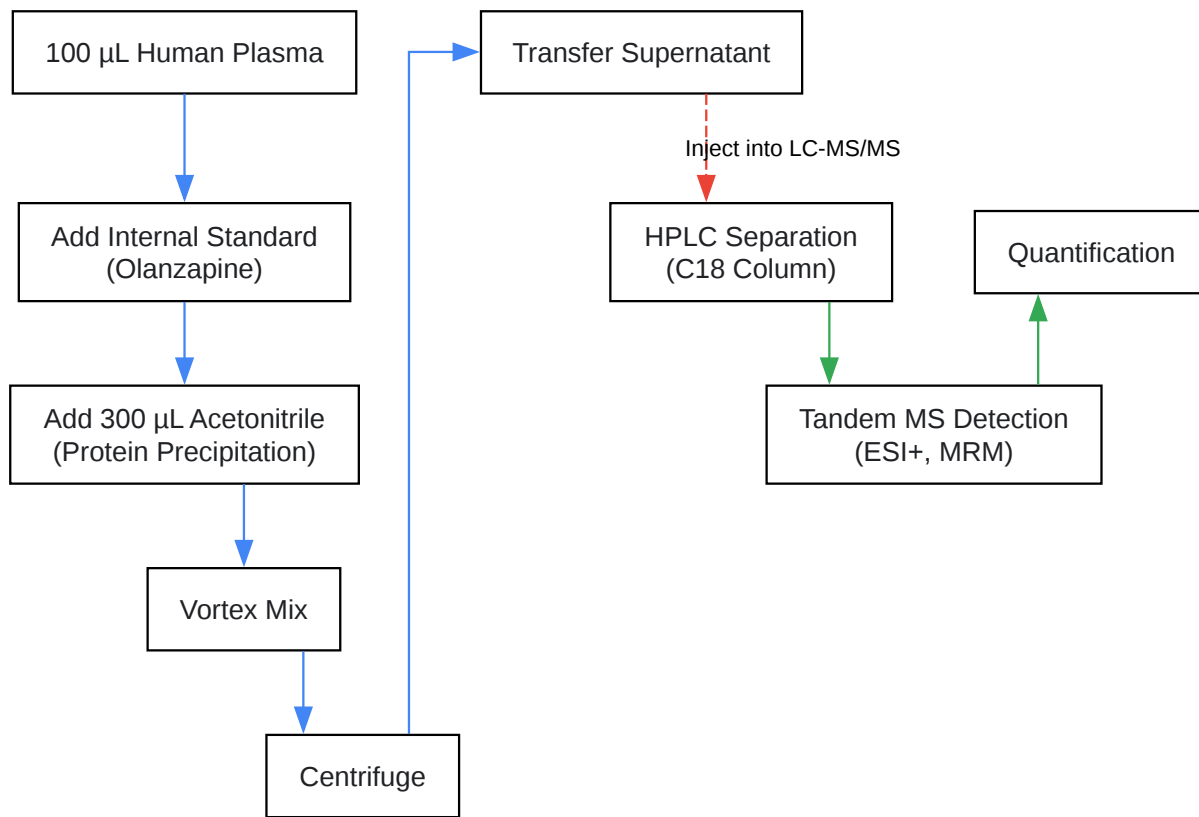 100 µL Human Plasma
Add Internal Standard
(Olanzapine)
Add 300 µL Acetonitrile
(Protein Precipitation)
Vortex Mix
Centrifuge
Transfer Supernatant
Inject into LC-MS/MS
HPLC Separation
(C18 Column)
Tandem MS Detection
(ESI+, MRM)
Quantification